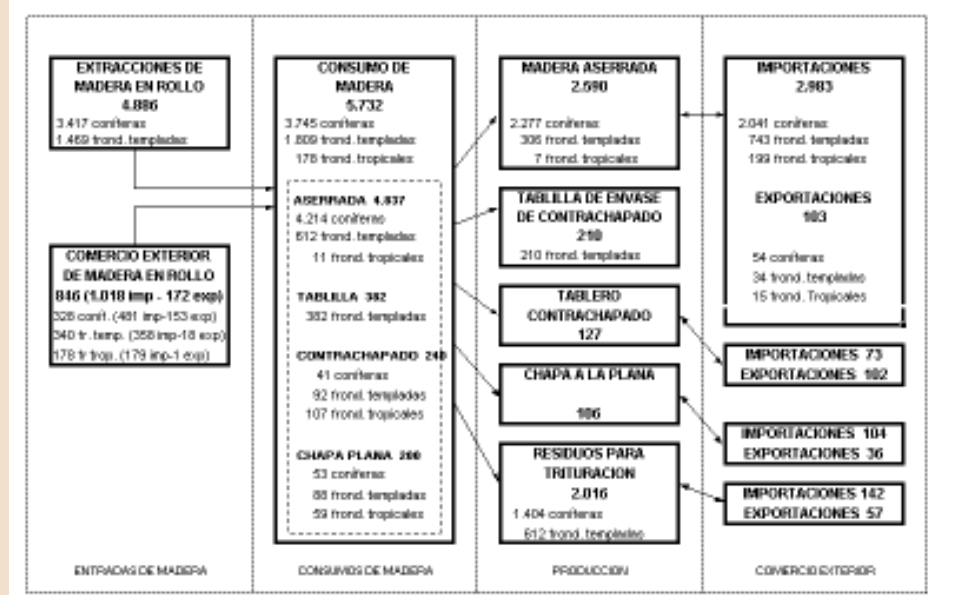 EXTRACCIONES DE
MADERA EN ROLLO
4.886
3.417 coníferas
1.469 frond. templadas
COMERCIO EXTERIOR
DE MADERA EN ROLLO
846 (1.018 imp - 172 exp)
328 conif. (481 imp-153 exp)
340 fr. temp. (358 imp-18 exp)
178 fr trop. (179 imp-1 exp)
ENTRADAS DE MADERA
CONSUMO DE
MADERA
5.732
3.745 coníferas
1.809 frond. templadas
178 frond. tropicales
ASERRADA 4.837
4.214 coníferas
612 frond. templadas
11 frond. tropicales
TABLILLA 382
382 frond. templadas
CONTRACHAPADO 240
41 coníferas
92 frond. templadas
107 frond. tropicales
CHAPA PLANA 200
53 coníferas
88 frond. templadas
59 frond. tropicales
CONSUMOS DE MADERA
MADERA ASERRADA
2.590
2.277 coníferas
306 frond. templadas
7 frond. tropicales
TABLILLA DE ENVASE
DE CONTRACHAPADO
210
210 frond. templadas
TABLERO
CONTRACHAPADO
127
CHAPA A LA PLANA
106
RESIDUOS PARA
TRITURACION
2.016
1.404 coníferas
612 frond. templadas
PRODUCCION
IMPORTACIONES
2.983
2.041 coníferas
743 frond. templadas
199 frond. tropicales
EXPORTACIONES
103
54 coníferas
34 frond. templadas
15 frond. Tropicales
IMPORTACIONES 73
EXPORTACIONES 102
IMPORTACIONES 104
EXPORTACIONES 36
IMPORTACIONES 142
EXPORTACIONES 57
COMERCIO EXTERIOR